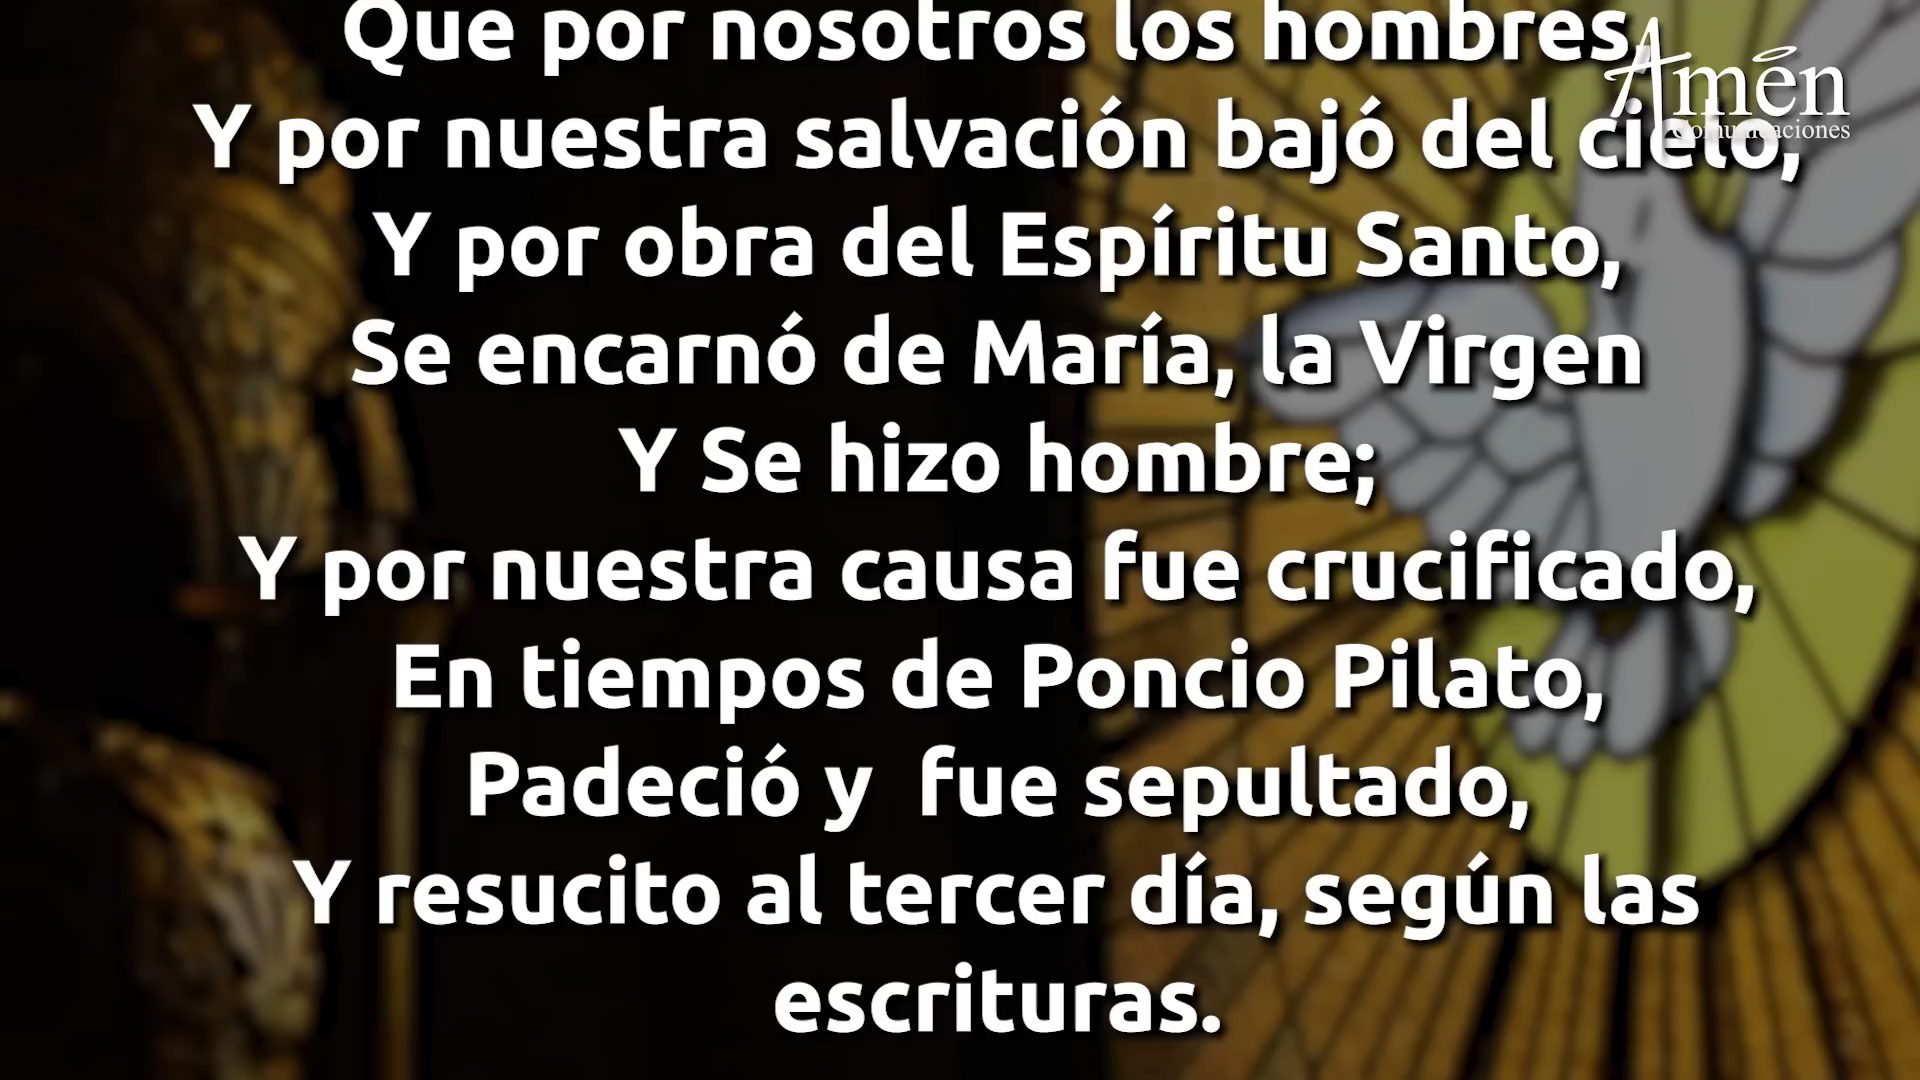 Que por nosotros los hombres,
Amén
Comunicaciones
Y por nuestra salvación bajó del cielo,
Y por obra del Espíritu Santo,
Se encarnó de María, la Virgen
Y Se hizo hombre;
Y por nuestra causa fue crucificado,
En tiempos de Poncio Pilato,
Padeció y  fue sepultado,
Y resucito al tercer día, según las
escrituras.